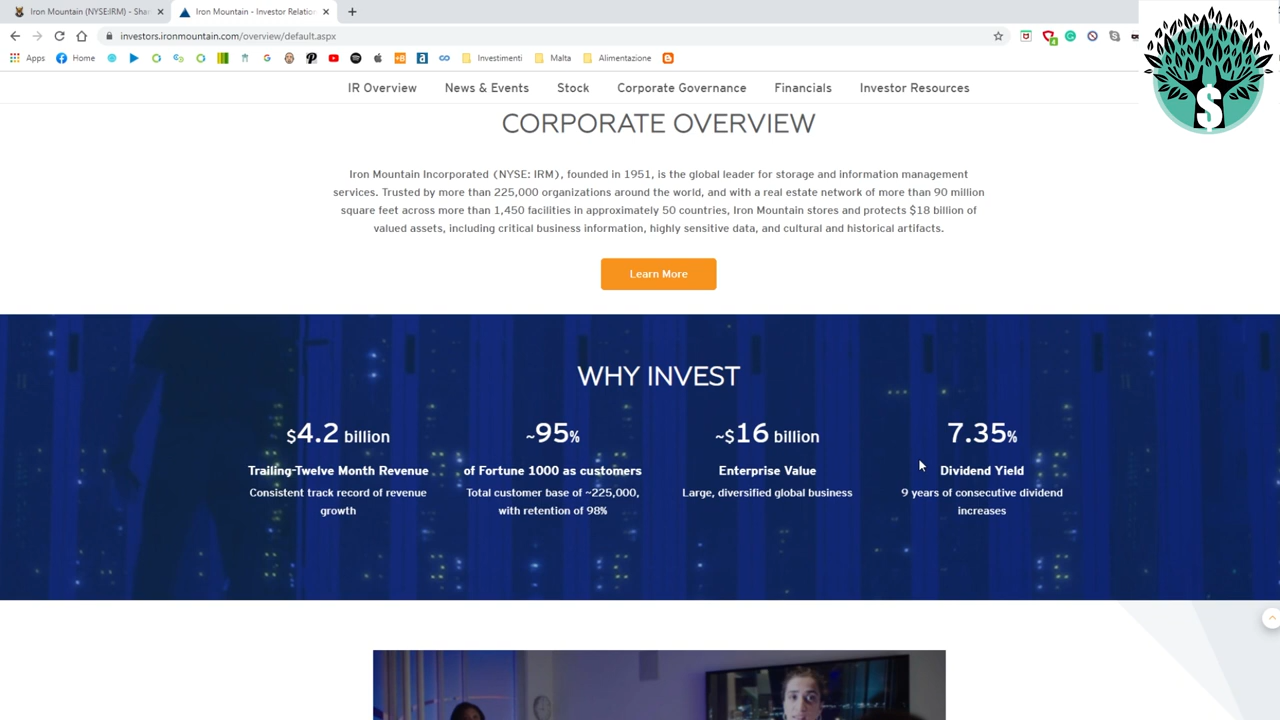 Iron Mountain (NYSE:IRM) - Shar
Iron Mountain - Investor Relation
investors.ironmountain.com/overview/default.aspx
Apps
Home
Investimenti
Malta
Alimentazione
IR Overview
News & Events
Stock
Corporate Governance
Financials
Investor Resources
CORPORATE OVERVIEW
Iron Mountain Incorporated (NYSE: IRM), founded in 1951, is the global leader for storage and information management
services. Trusted by more than 225,000 organizations around the world, and with a real estate network of more than 90 million
square feet across more than 1,450 facilities in approximately 50 countries, Iron Mountain stores and protects $18 billion of
valued assets, including critical business information, highly sensitive data, and cultural and historical artifacts.
Learn More
WHY INVEST
$4.2 billion
Trailing-Twelve Month Revenue
Consistent track record of revenue
growth
~95%
of Fortune 1000 as customers
Total customer base of ~225,000,
with retention of 98%
~$16 billion
Enterprise Value
Large, diversified global business
7.35%
Dividend Yield
9 years of consecutive dividend
increases
$